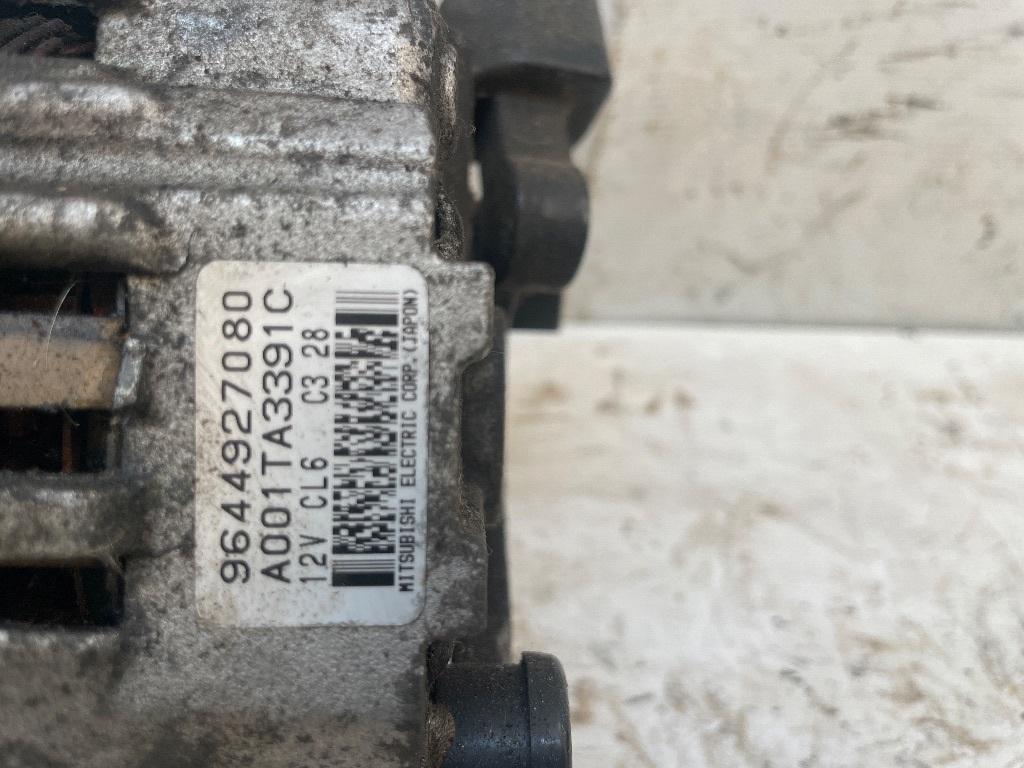 9644927080
A001TA3391C
12V CL6 C3 28
MITSUBISHI ELECTRIC CORP.(JAPON)